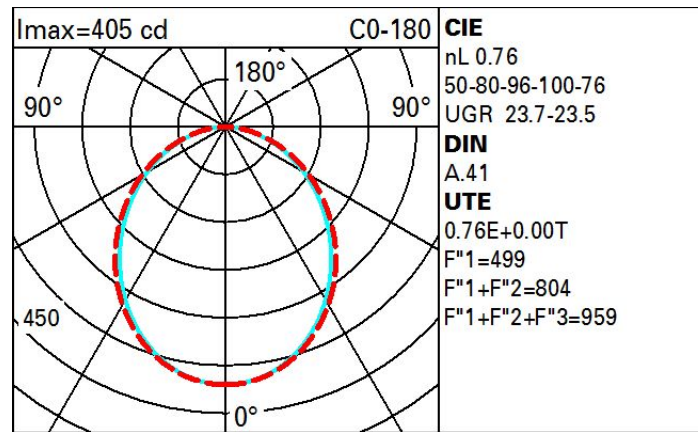 Imax=405 cd C0-180
180°
90° 90°
450
0°
CIE
nL 0.76
50-80-96-100-76
UGR 23.7-23.5
DIN
A.41
UTE
0.76E+0.00T
F"1=499
F"1+F"2=804
F"1+F"2+F"3=959